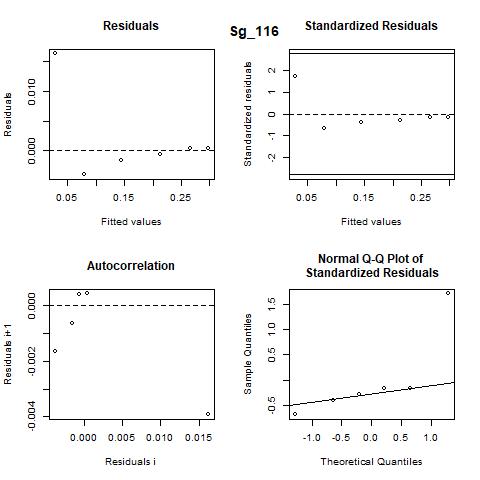 Sg_116
Residuals
Residuals
0.000
0.010
0.05
0.15
0.25
Fitted values
Standardized Residuals
Standardized residuals
-2
-1
0
1
2
0.05
0.15
0.25
Fitted values
Autocorrelation
Residuals i+1
-0.004
-0.002
0.000
0.000
0.005
0.010
0.015
Residuals i
Normal Q-Q Plot of
Standardized Residuals
Sample Quantiles
-0.5
0.5
1.0
1.5
-1.0
-0.5
0.0
0.5
1.0
Theoretical Quantiles